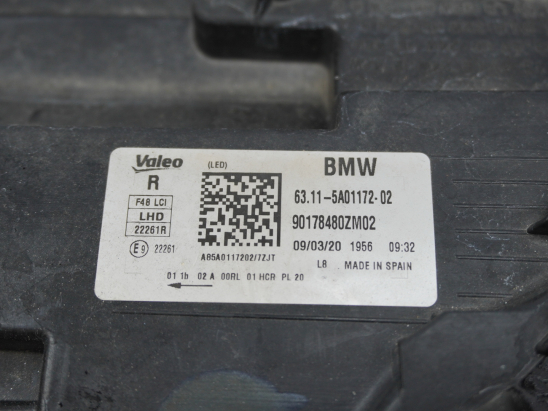 Valeo (LED) BMW
R 63.11-5A01172-02
F48 LCI
LHD 90178480ZM02
22261R
09/03/20 1956 09:32
E9 22261
A85A0117202/7ZJT L8 MADE IN SPAIN
01 1b 02 A 00RL 01 HCR PL 20